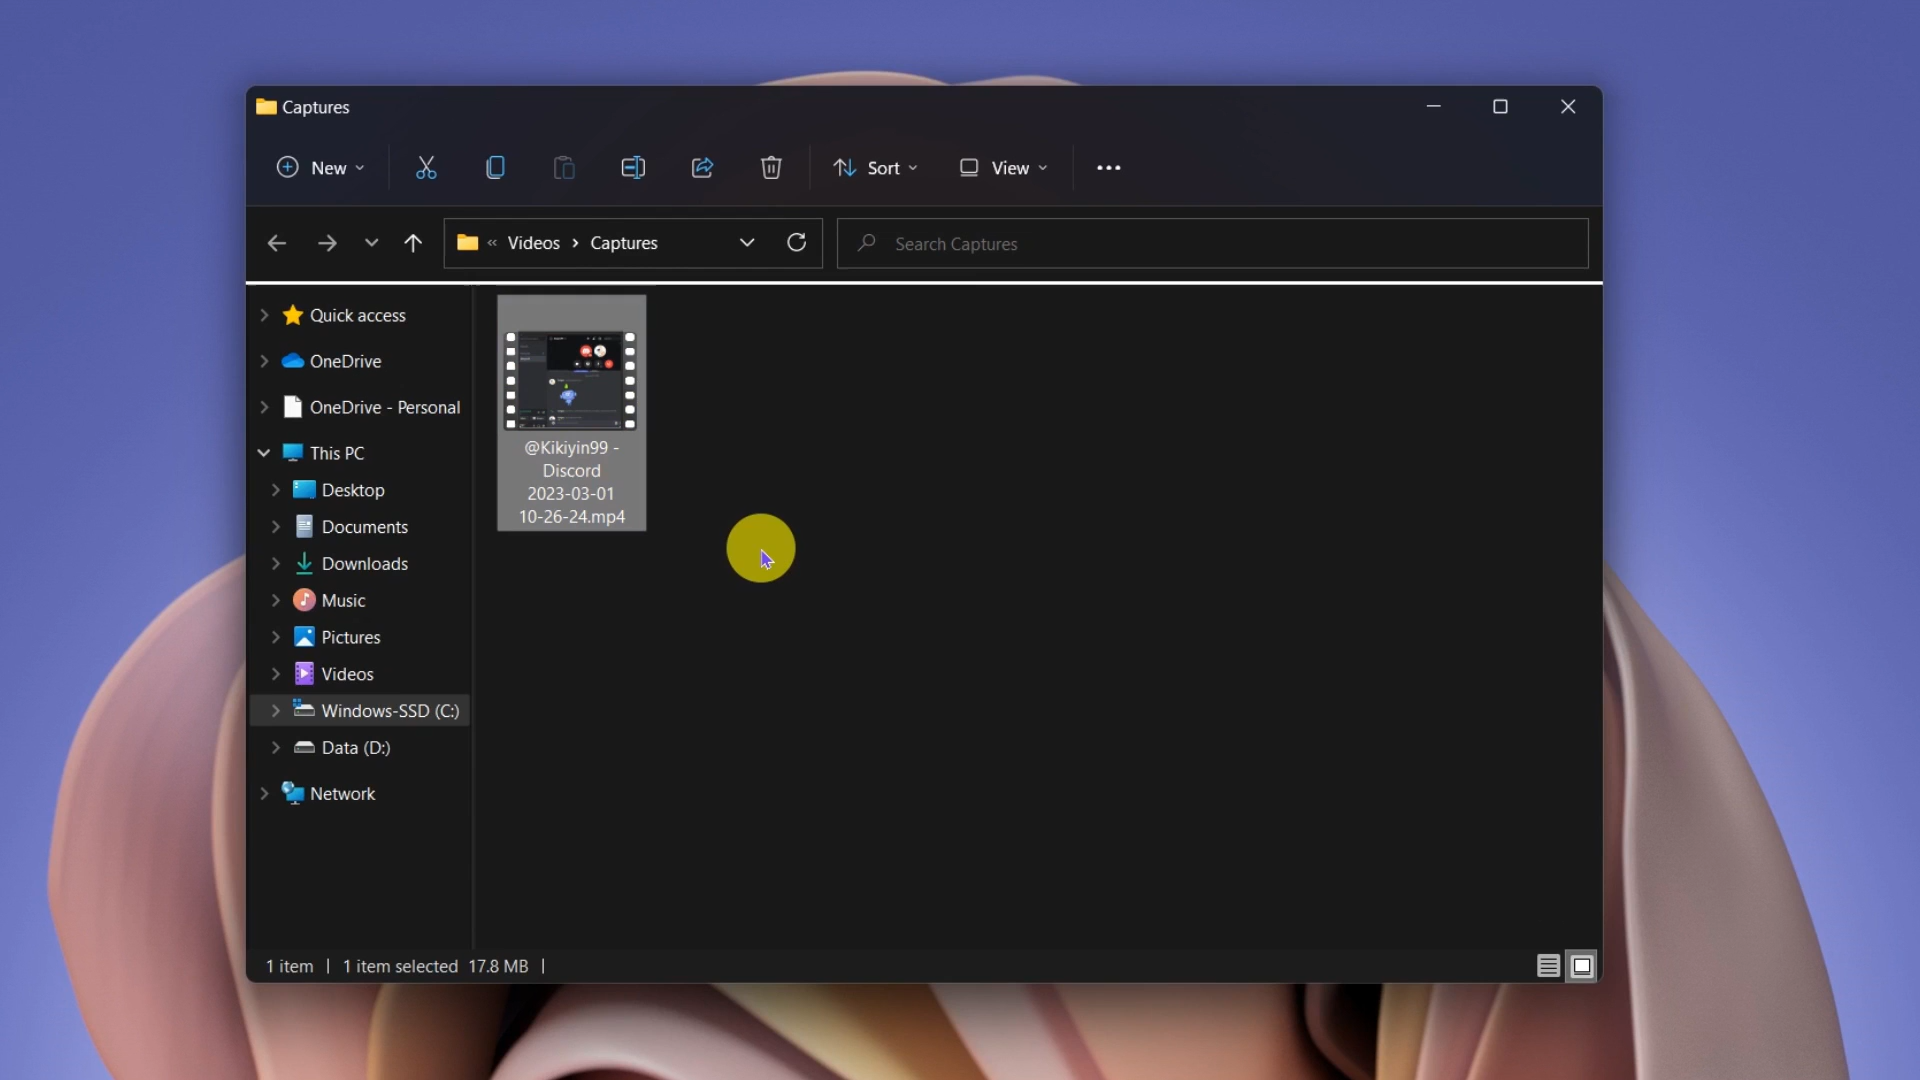 Captures
New
Sort
View
« Videos > Captures
Search Captures
Quick access
OneDrive
OneDrive - Personal
This PC
Desktop
Documents
Downloads
Music
Pictures
Videos
Windows-SSD (C:)
Data (D:)
Network
@Kikiyin99 -
Discord
2023-03-01
10-26-24.mp4
1 item | 1 item selected 17.8 MB |